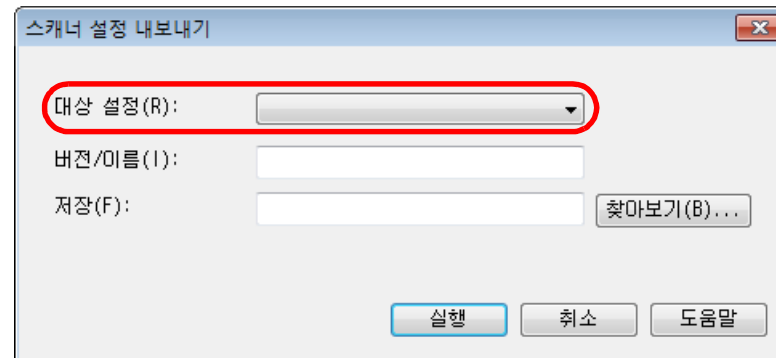 스캐너 설정 내보내기
대상 설정(R):
버전/이름(I):
저장(F):
찾아보기(B)...
실행 취소 도움말